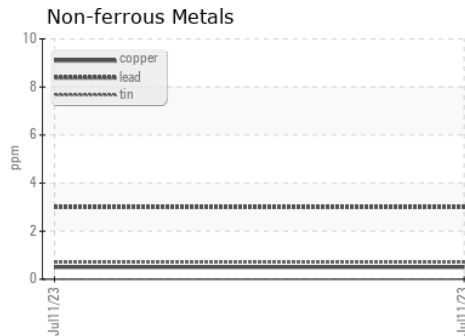 Non-ferrous Metals
10
8
6
4
2
0
ppm
copper
lead
tin
Jul11/23
Jul11/23